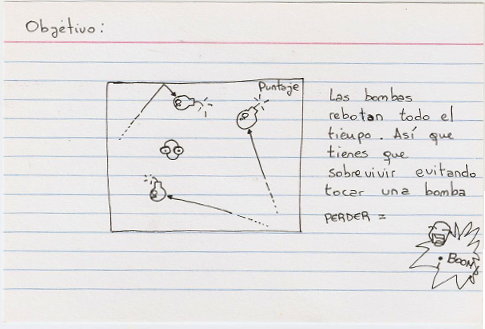 Objetivo:
Puntaje
Las bombas
rebotan todo el
tiempo. Así que
tienes que
sobrevivir evitando
tocar una bomba
PERDER =
¡BOOM!